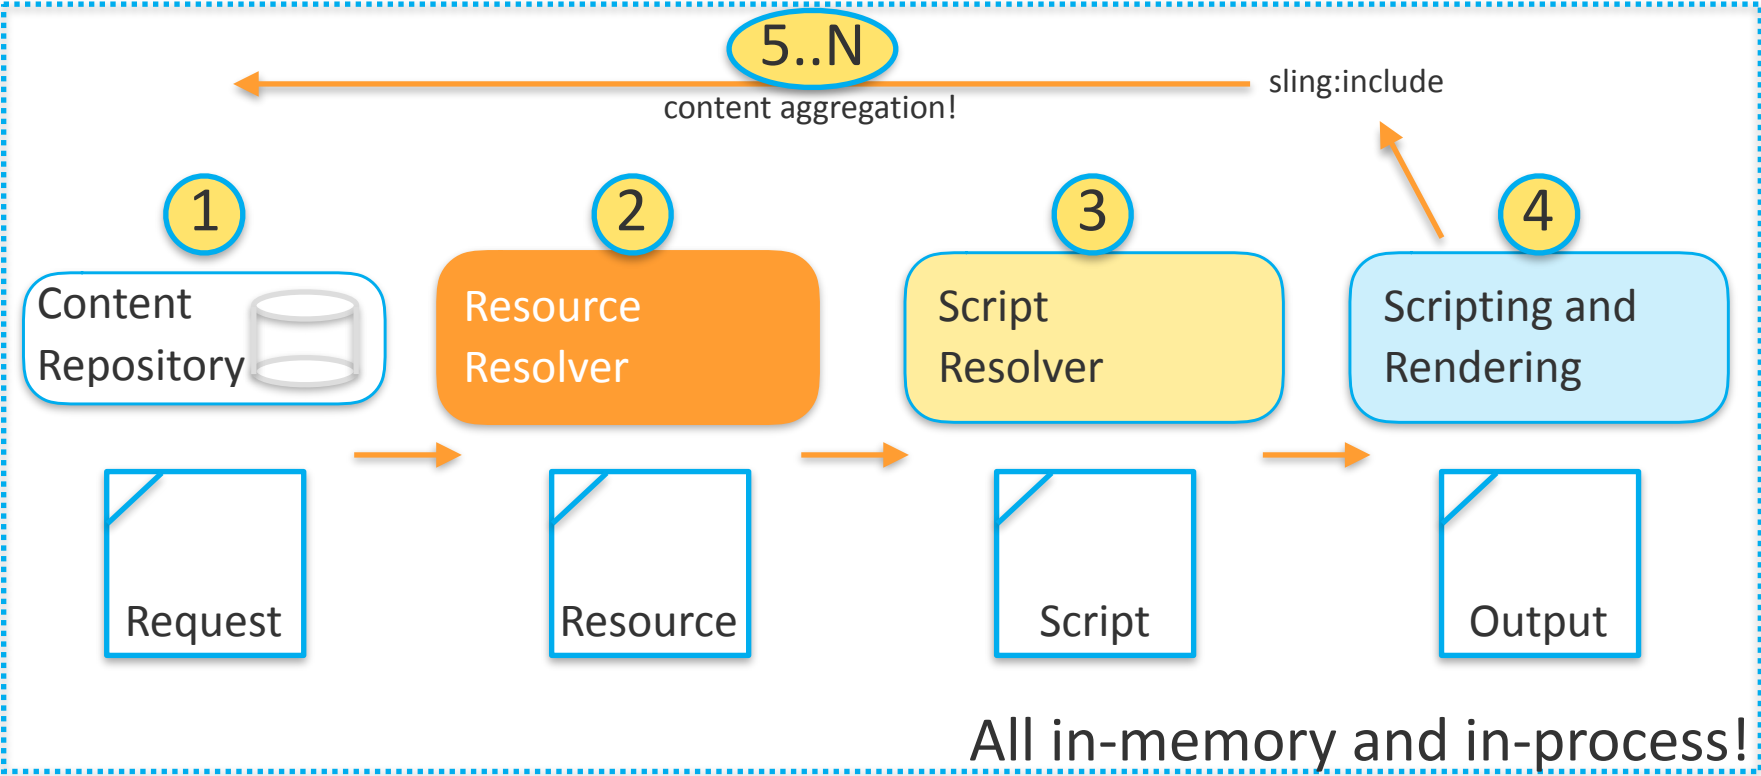 5..N
sling:include
content aggregation!
1
2
3
4
Content
Repository
Resource
Resolver
Script
Resolver
Scripting and
Rendering
Request
Resource
Script
Output
All in-memory and in-process!